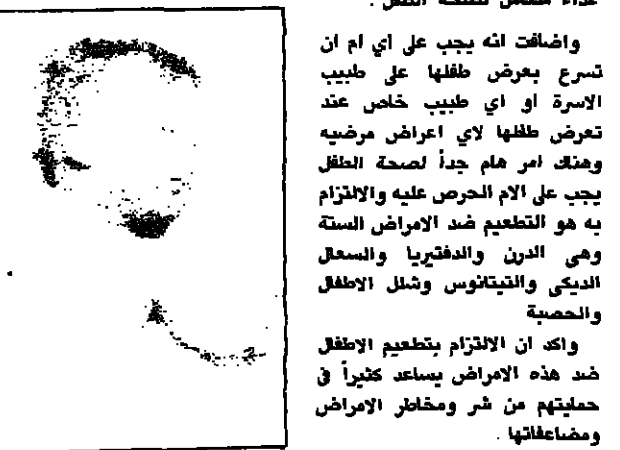 واضافت انه يجب على اي ام ان
تسرع بعرض طفلها على طبيب
الاسرة او اي طبيب خاص عند
تعرض طفلها لاي اعراض مرضيه
وهناك امر هام جداً لصحة الطفل
يجب على الام الحرص عليه والالتزام
به هو التطعيم ضد الامراض الستة
وهي الدرن والدفتيريا والسعال
الديكى والتيتانوس وشلل الاطفال
والحصبة
واكد ان الالتزام بتطعيم الاطفال
ضد هذه الامراض يساعد كثيراً في
حمايتهم من شر ومخاطر الامراض
ومضاعفاتها .